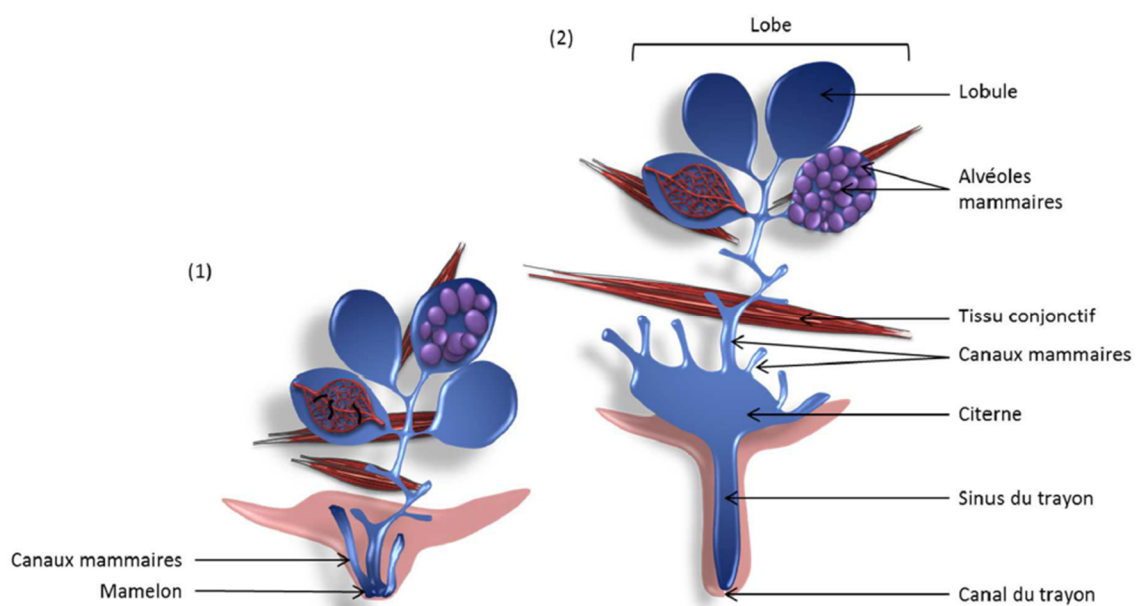 (2)
Lobe
Lobule
Alvéoles
mammaires
(1)
Tissu conjonctif
Canaux mammaires
Citerne
Sinus du trayon
Canaux mammaires
Mamelon
Canal du trayon